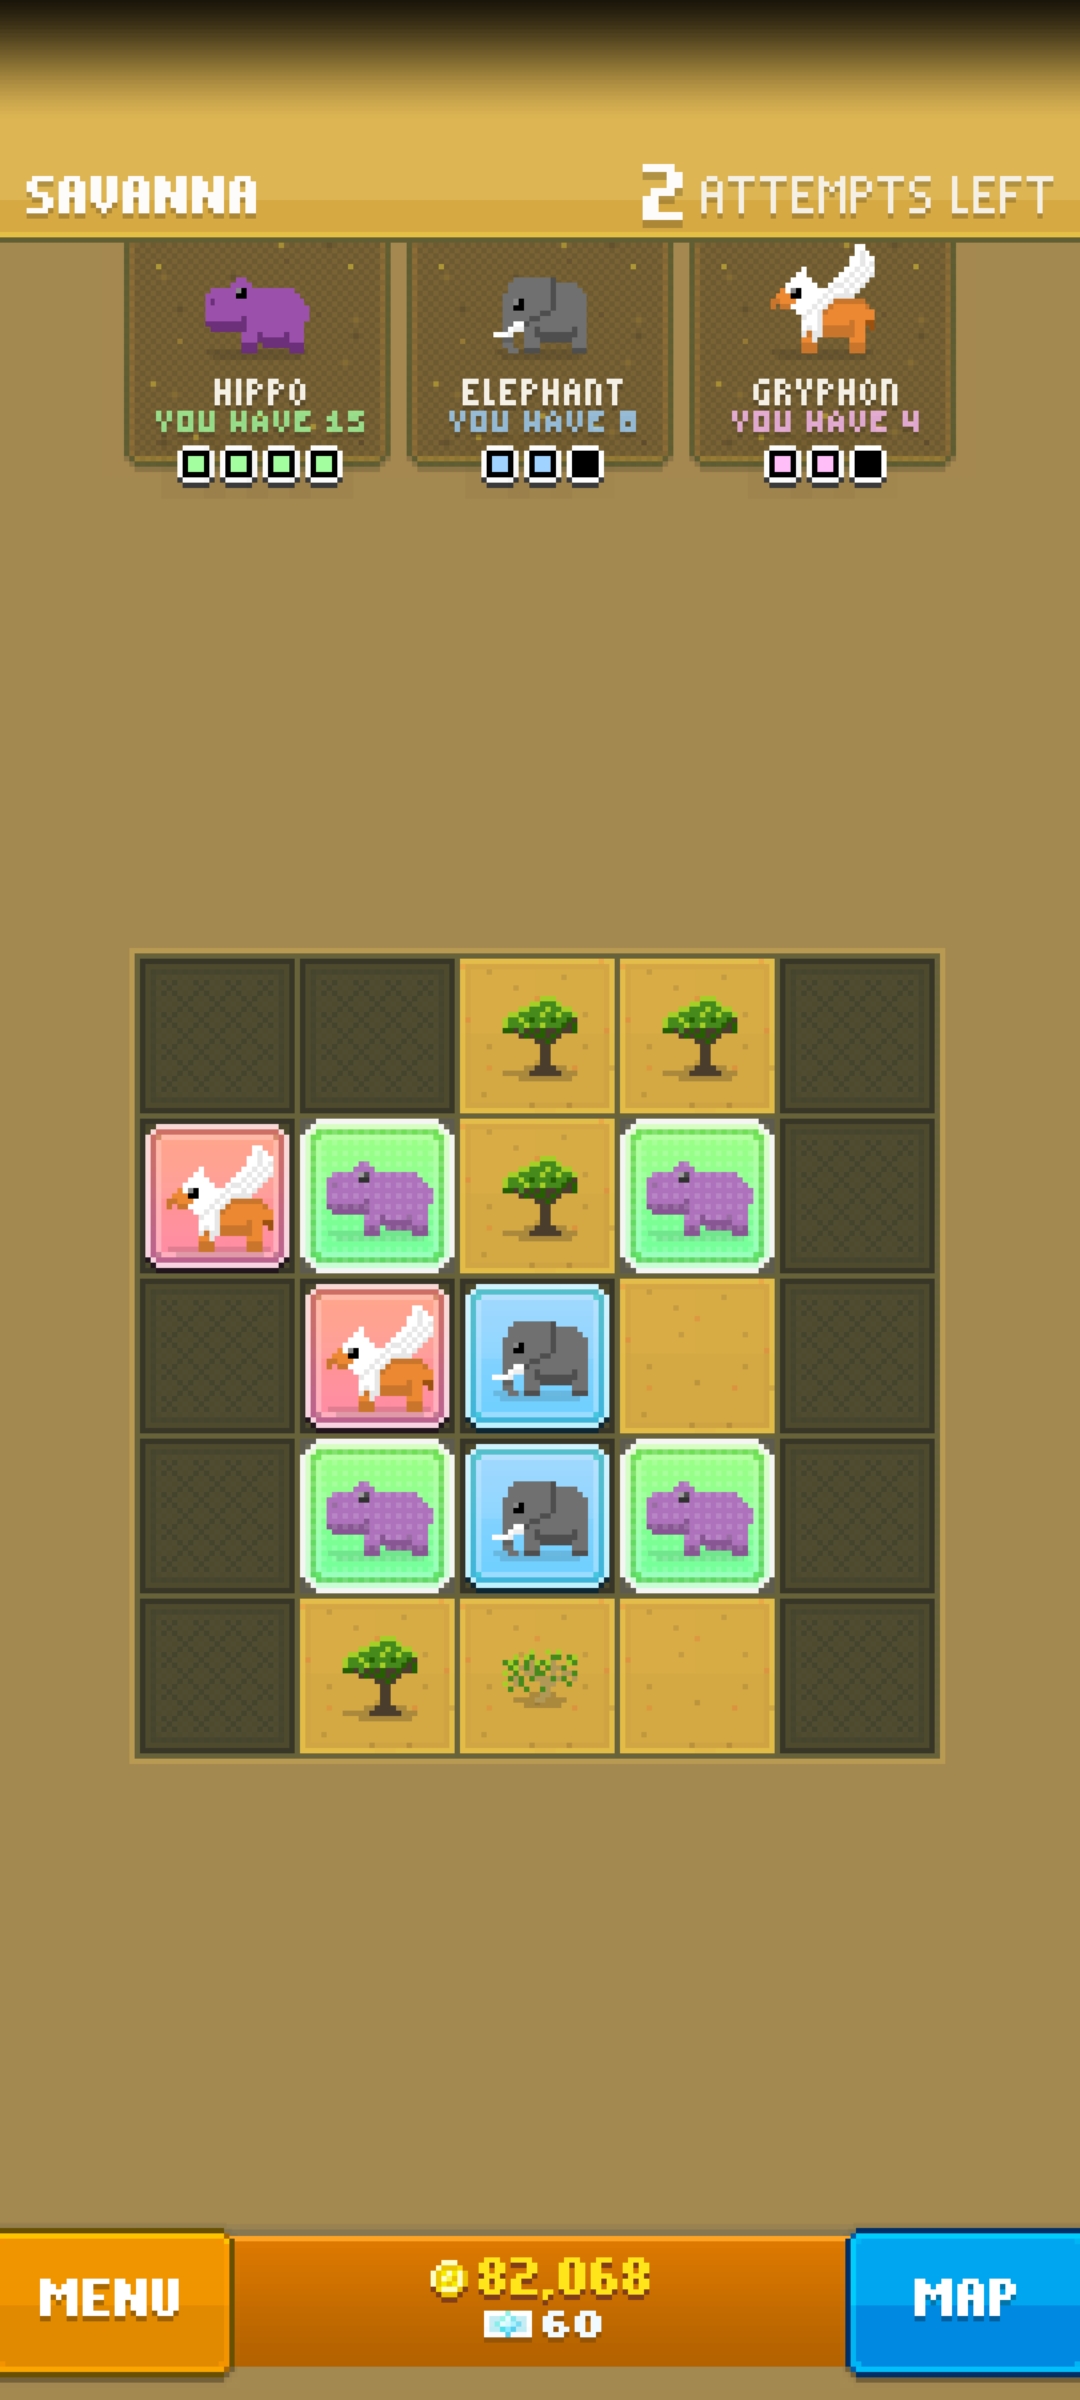 SAVANNA
2 ATTEMPTS LEFT
HIPPO
YOU HAVE 15
ELEPHANT
YOU HAVE 8
GRYPHON
YOU HAVE 4
MENU
82,068
60
MAP